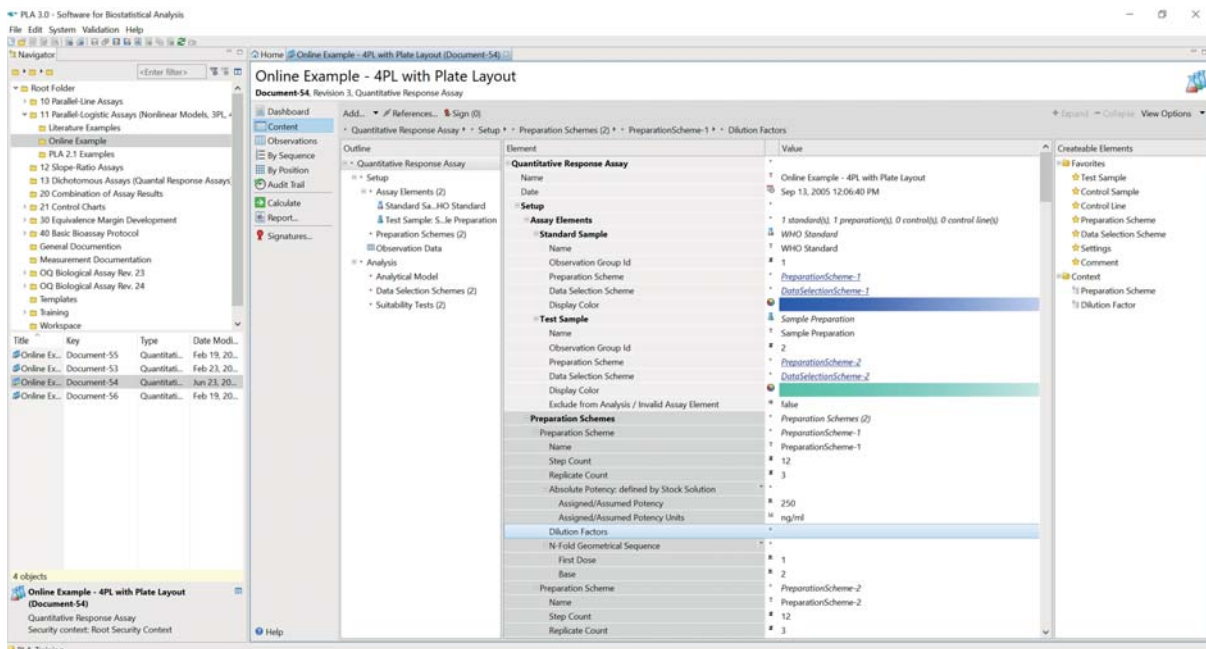 PLA 3.0 - Software for Biostatistical Analysis
File Edit System Validation Help
Navigator
<Enter filter>
Root Folder
10 Parallel-Line Assays
11 Parallel-Logistic Assays (Nonlinear Models, 3PL,
Literature Examples
Online Example
PLA 2.1 Examples
12 Slope-Ratio Assays
13 Dichotomous Assays (Quantal Response Assays)
20 Combination of Assay Results
21 Control Charts
30 Equivalence Margin Development
40 Basic Bioassay Protocol
General Documention
Measurement Documentation
OQ Biological Assay Rev. 23
OQ Biological Assay Rev. 24
Templates
Training
Workspace
Title Key Type Date Modi...
Online Ex... Document-55 Quantitati... Feb 19, 20...
Online Ex... Document-53 Quantitati... Feb 23, 20...
Online Ex... Document-54 Quantitati... Jun 23, 20...
Online Ex... Document-56 Quantitati... Feb 19, 20...
4 objects
Online Example - 4PL with Plate Layout
(Document-54)
Quantitative Response Assay
Security context: Root Security Context
Home Online Example - 4PL with Plate Layout (Document-54)
Online Example - 4PL with Plate Layout
Document-54, Revision 3, Quantitative Response Assay
Dashboard
Content
Observations
By Sequence
By Position
Audit Trail
Calculate
Report...
Signatures...
Help
Add... References... Sign (0)
Expand Collapse View Options
Quantitative Response Assay Setup Preparation Schemes (2) PreparationScheme-1 Dilution Factors
Outline
Quantitative Response Assay
Setup
Assay Elements (2)
Standard Sa...HO Standard
Test Sample: S...le Preparation
Preparation Schemes (2)
Observation Data
Analysis
Analytical Model
Data Selection Schemes (2)
Suitability Tests (2)
Element Value
Quantitative Response Assay
Name Online Example - 4PL with Plate Layout
Date Sep 13, 2005 12:06:40 PM
Setup
Assay Elements 1 standard(s), 1 preparation(s), 0 control(s), 0 control line(s)
Standard Sample WHO Standard
Name WHO Standard
Observation Group Id 1
Preparation Scheme PreparationScheme-1
Data Selection Scheme DataSelectionScheme-1
Display Color
Test Sample Sample Preparation
Name Sample Preparation
Observation Group Id 2
Preparation Scheme PreparationScheme-2
Data Selection Scheme DataSelectionScheme-2
Display Color
Exclude from Analysis / Invalid Assay Element false
Preparation Schemes Preparation Schemes (2)
Preparation Scheme PreparationScheme-1
Name PreparationScheme-1
Step Count 12
Replicate Count 3
Absolute Potency: defined by Stock Solution
Assigned/Assumed Potency 250
Assigned/Assumed Potency Units ng/ml
Dilution Factors
N-Fold Geometrical Sequence
First Dose 1
Base 2
Preparation Scheme PreparationScheme-2
Name PreparationScheme-2
Step Count 12
Replicate Count 3
Createable Elements
Favorites
Test Sample
Control Sample
Control Line
Preparation Scheme
Data Selection Scheme
Settings
Comment
Context
Preparation Scheme
Dilution Factor